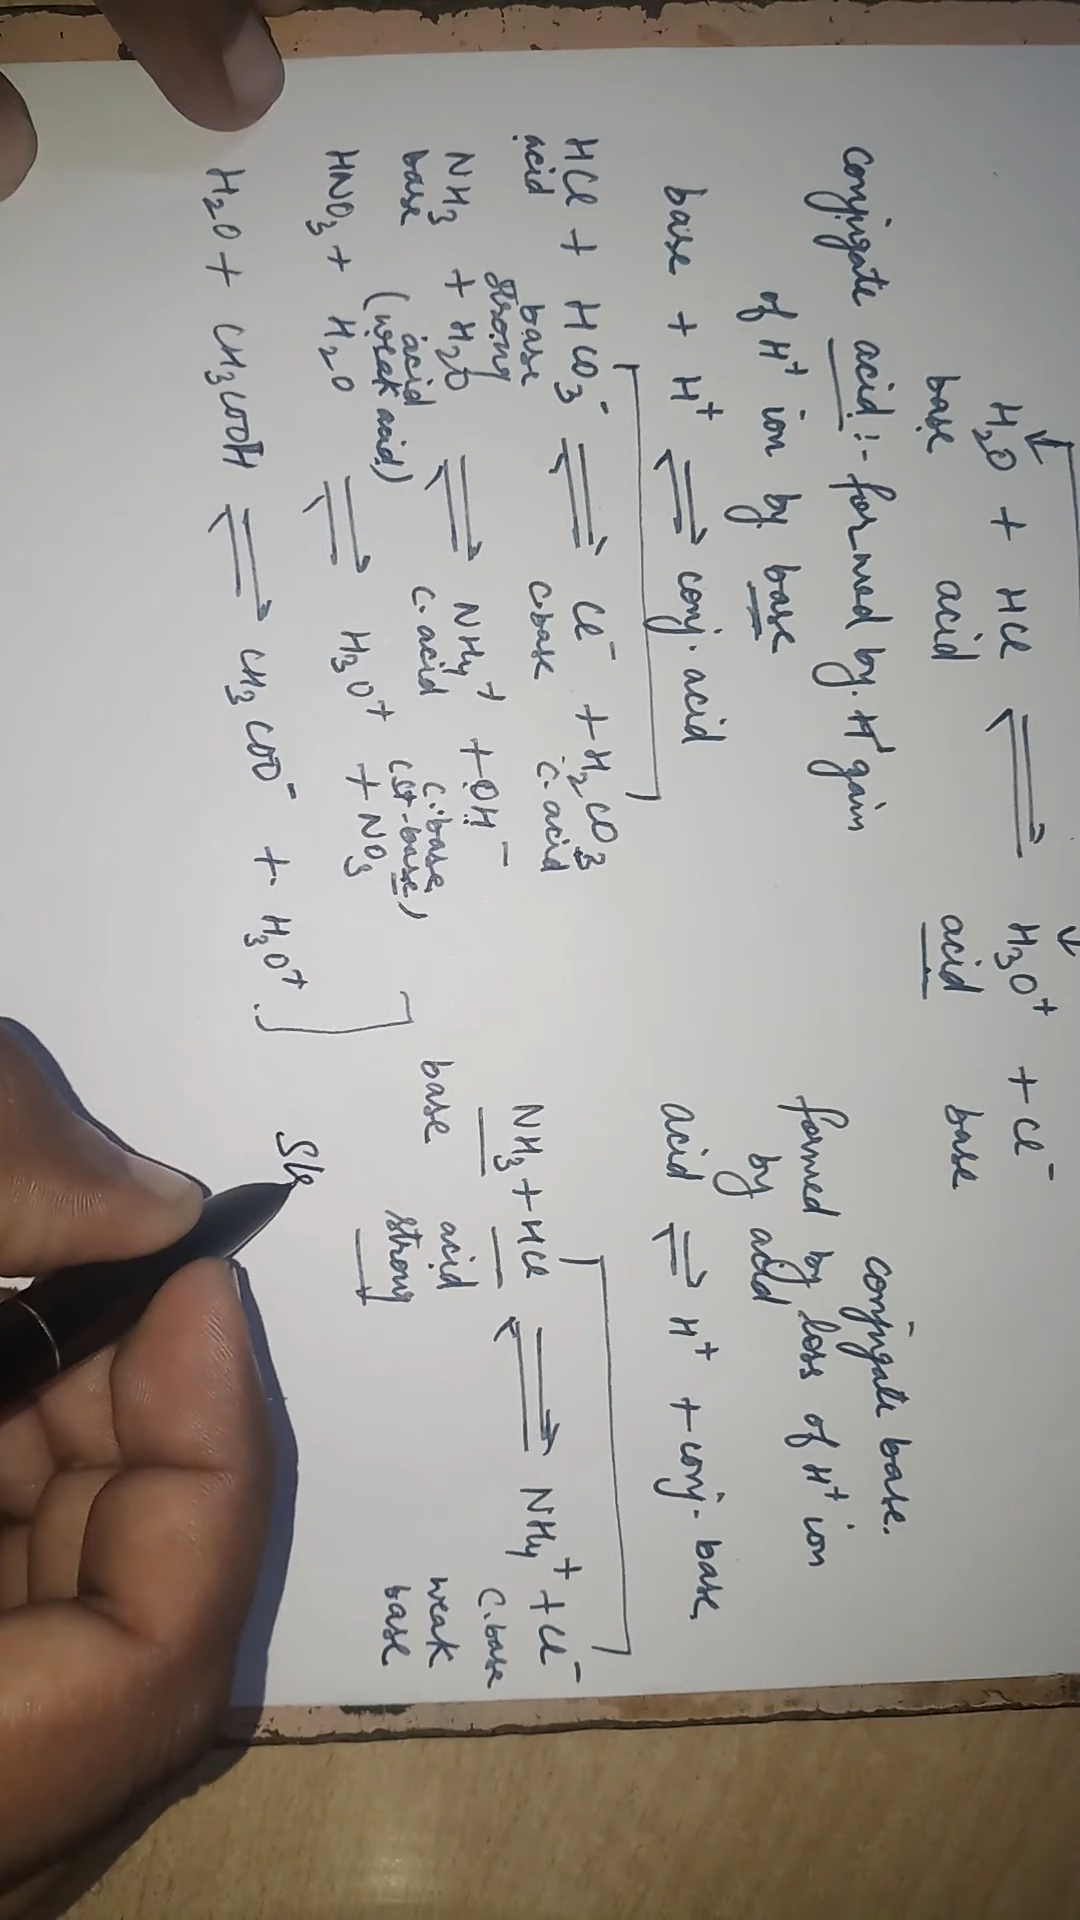 H₂O + HCl ⇌ H₃O⁺ + Cl⁻
base acid acid base
conjugate acid :- formed by H⁺ gain
of H⁺ ion by base
conjugate base.
formed by loss of H⁺ ion
by acid
base + H⁺ ⇌ conj. acid
acid ⇌ H⁺ + conj. base
HCl + HCO₃⁻ ⇌ Cl⁻ + H₂CO₃
acid base c.base c.acid
strong
NH₃ + H₂O ⇌ NH₄⁺ + OH⁻
base acid c.acid c.base
(weak acid) (st. base)
HNO₃ + H₂O ⇌ H₃O⁺ + NO₃
H₂O + CH₃COOH ⇌ CH₃COO⁻ + H₃O⁺
NH₃ + HCl ⇌ NH₄⁺ + Cl⁻
base acid c.base
strong weak
base